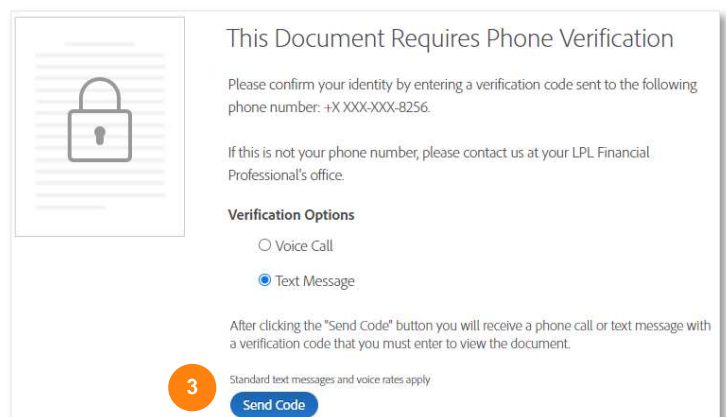 This Document Requires Phone Verification
Please confirm your identity by entering a verification code sent to the following
phone number: +X XXX-XXX-8256.
If this is not your phone number, please contact us at your LPL Financial
Professional's office.
Verification Options
Voice Call
Text Message
After clicking the "Send Code" button you will receive a phone call or text message with
a verification code that you must enter to view the document.
Standard text messages and voice rates apply
3
Send Code